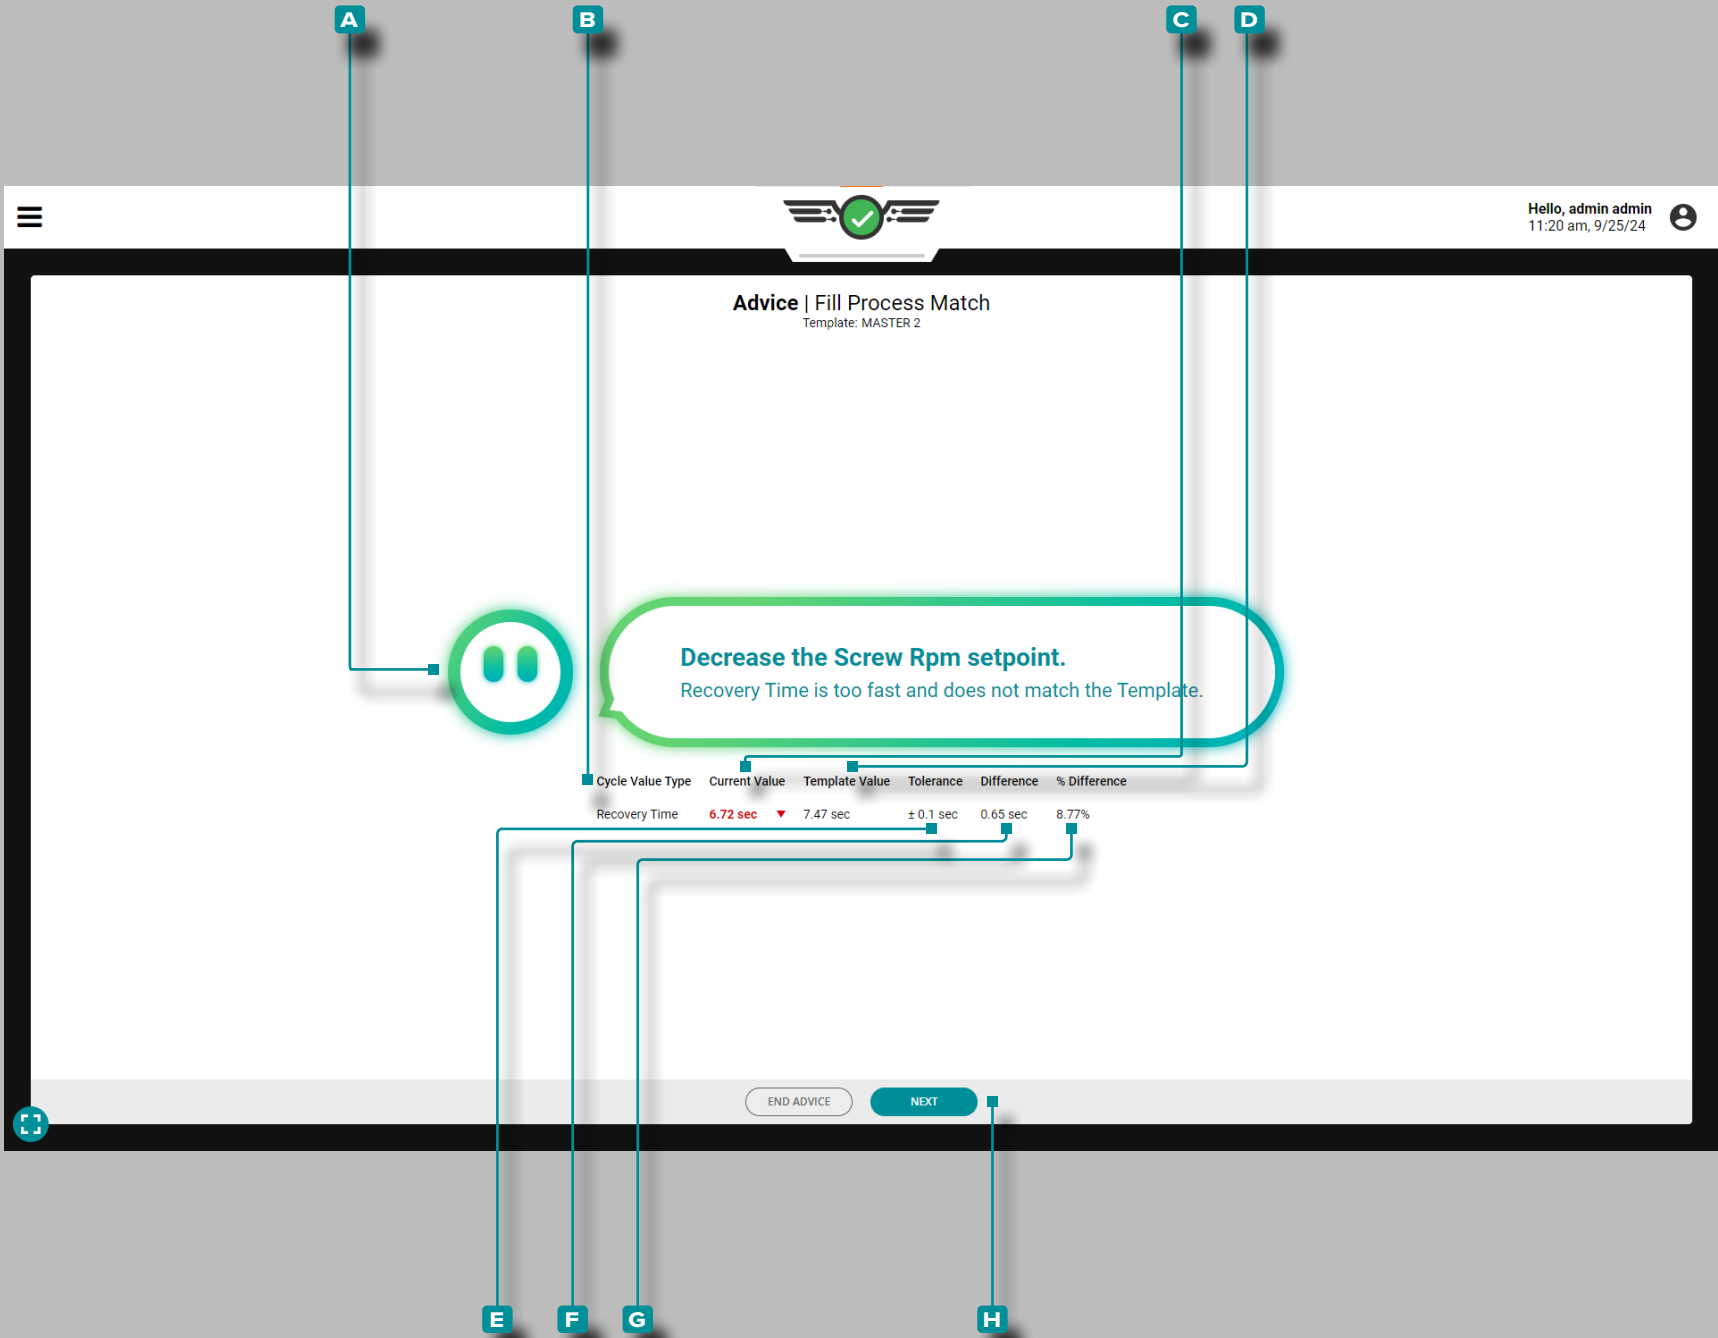 A B C D
Hello, admin admin
11:20 am, 9/25/24
Advice | Fill Process Match
Template: MASTER 2
Decrease the Screw Rpm setpoint.
Recovery Time is too fast and does not match the Template.
Cycle Value Type Current Value Template Value Tolerance Difference % Difference
Recovery Time 6.72 sec ▼ 7.47 sec ± 0.1 sec 0.65 sec 8.77%
END ADVICE NEXT
E F G H